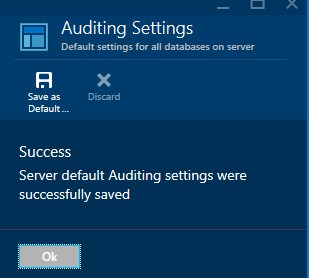 Auditing Settings
Default settings for all databases on server
Save as
Default ...
Discard
Success
Server default Auditing settings were
successfully saved
Ok